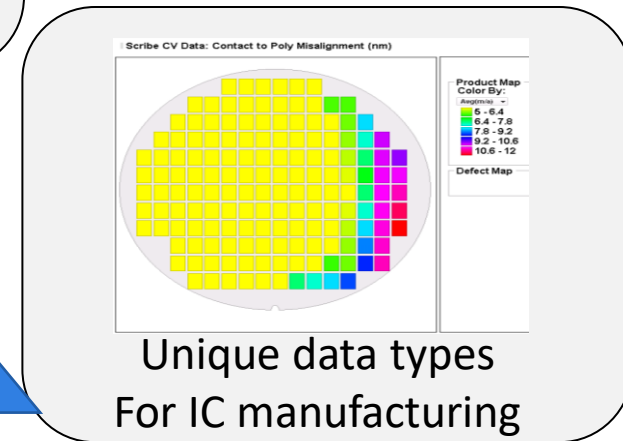 Scribe CV Data: Contact to Poly Misalignment (nm)
Product Map
Color By:
Avg(m/s)
5 - 6.4
6.4 - 7.8
7.8 - 9.2
9.2 - 10.6
10.6 - 12
Defect Map
Unique data types
For IC manufacturing